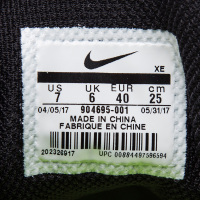 XE
US UK EUR cm
7 6 40 25
04/05/17 904695-001 05/31/17
MADE IN CHINA
FABRIQUE EN CHINE
UPC 00884497586594